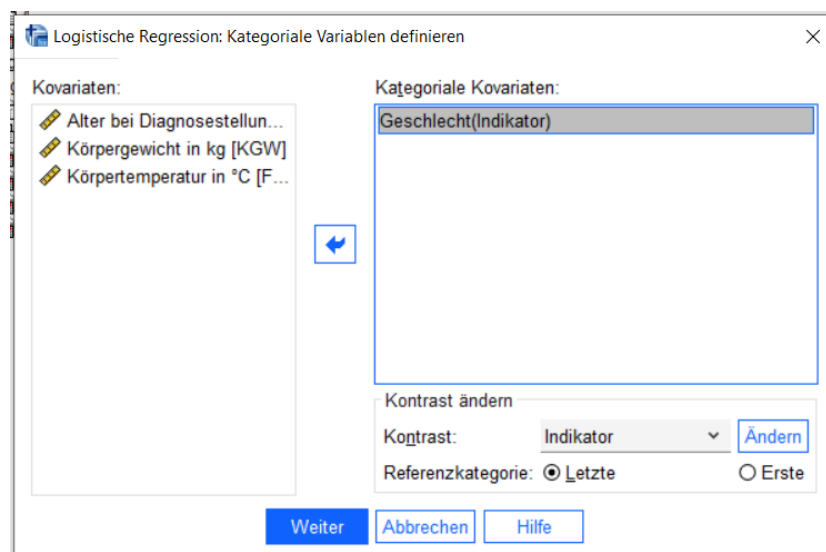 Logistische Regression: Kategoriale Variablen definieren
Kovariaten:
Alter bei Diagnosestellun...
Körpergewicht in kg [KGW]
Körpertemperatur in °C [F...
Kategoriale Kovariaten:
Geschlecht(Indikator)
Kontrast ändern
Kontrast: Indikator Ändern
Referenzkategorie: Letzte Erste
Weiter Abbrechen Hilfe